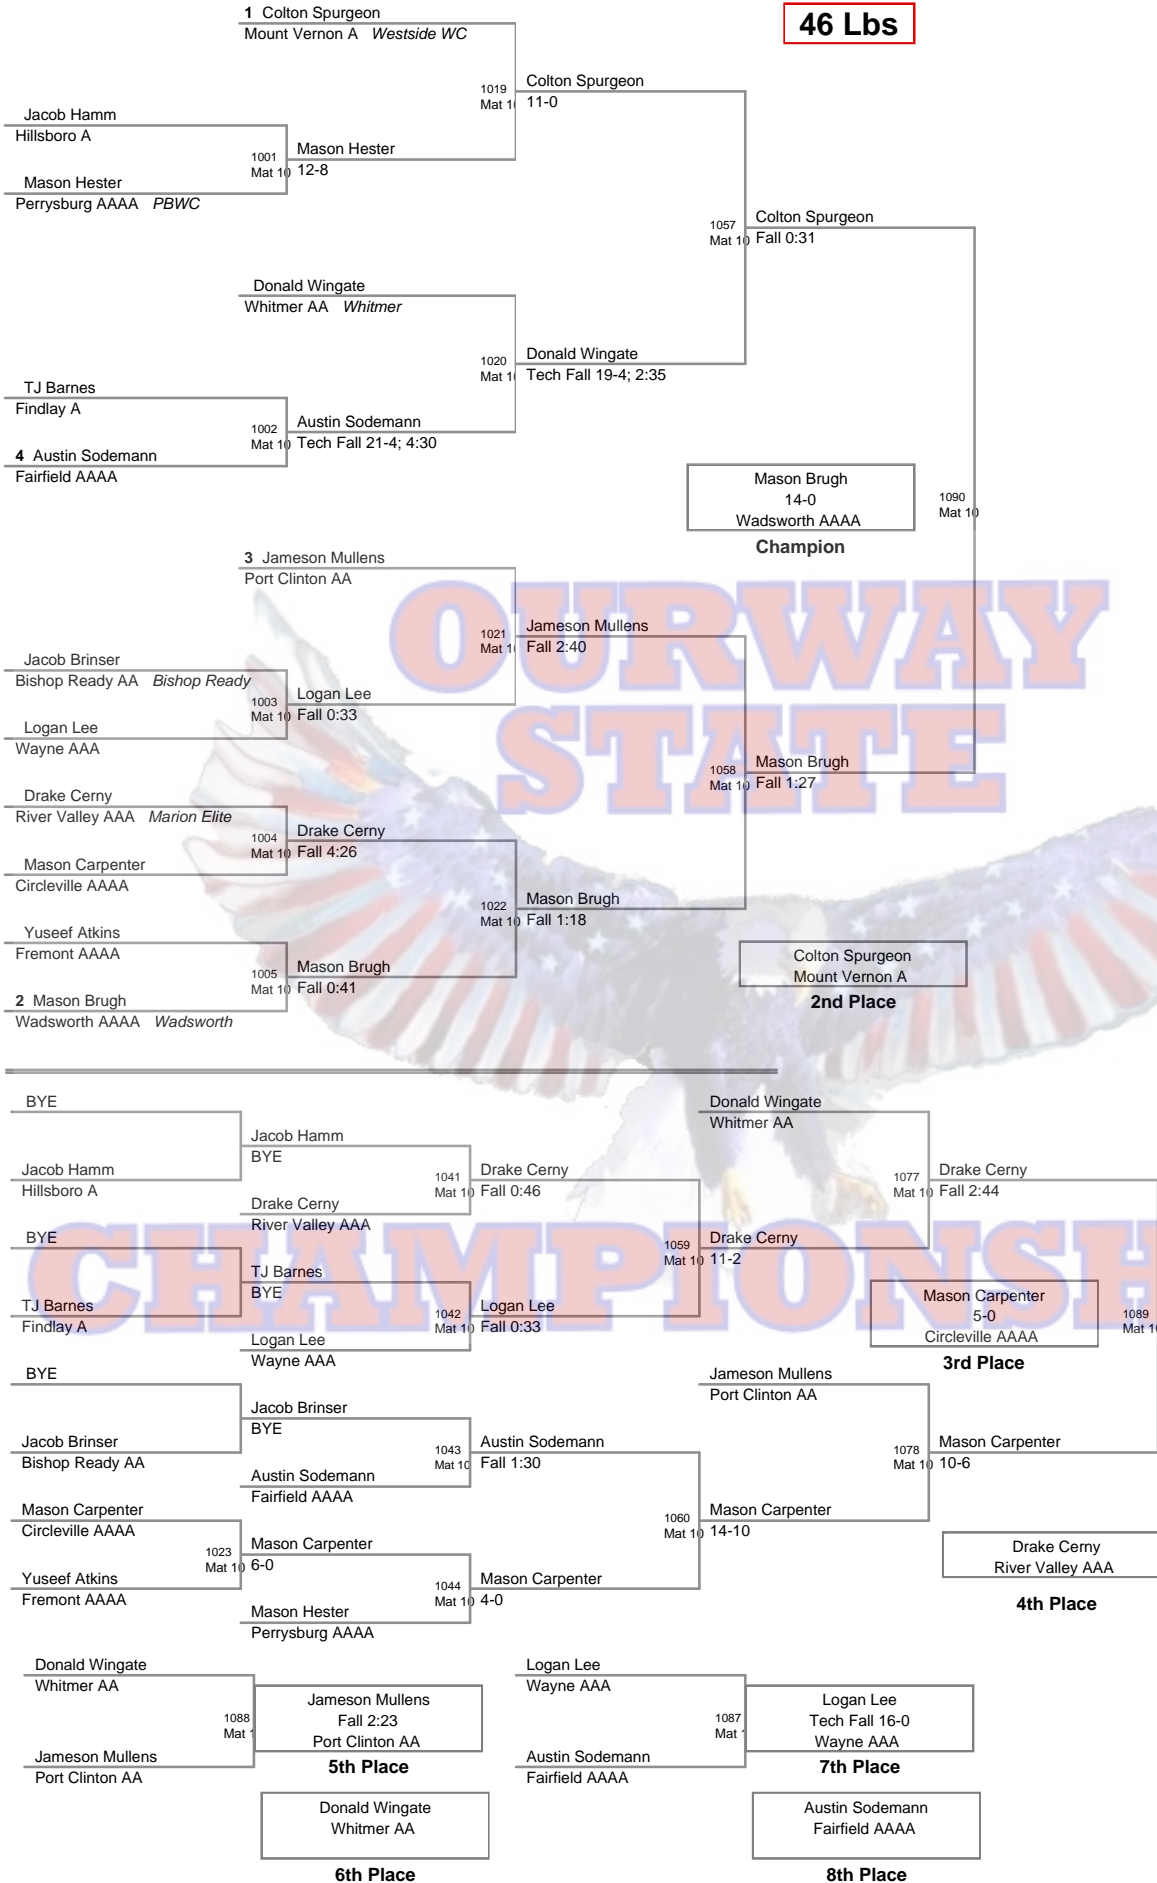 46 Lbs
1 Colton Spurgeon
Mount Vernon A Westside WC
1019
Mat 1
Colton Spurgeon
11-0
Jacob Hamm
Hillsboro A
1001
Mat 10
Mason Hester
12-8
Mason Hester
Perrysburg AAAA PBWC
1057
Mat 10
Colton Spurgeon
Fall 0:31
Donald Wingate
Whitmer AA Whitmer
1020
Mat 1
Donald Wingate
Tech Fall 19-4; 2:35
TJ Barnes
Findlay A
1002
Mat 10
Austin Sodemann
Tech Fall 21-4; 4:30
4 Austin Sodemann
Fairfield AAAA
Mason Brugh
14-0
Wadsworth AAAA
Champion
1090
Mat 10
3 Jameson Mullens
Port Clinton AA
OURWAY
STATE
1021
Mat 1
Jameson Mullens
Fall 2:40
Jacob Brinser
Bishop Ready AA Bishop Ready
1003
Mat 10
Logan Lee
Fall 0:33
Logan Lee
Wayne AAA
1058
Mat 10
Mason Brugh
Fall 1:27
Drake Cerny
River Valley AAA Marion Elite
1004
Mat 10
Drake Cerny
Fall 4:26
Mason Carpenter
Circleville AAAA
1022
Mat 10
Mason Brugh
Fall 1:18
Yuseef Atkins
Fremont AAAA
1005
Mat 10
Mason Brugh
Fall 0:41
2 Mason Brugh
Wadsworth AAAA Wadsworth
Colton Spurgeon
Mount Vernon A
2nd Place
BYE
Jacob Hamm
BYE
Jacob Hamm
Hillsboro A
1041
Mat 10
Drake Cerny
Fall 0:46
Drake Cerny
River Valley AAA
Donald Wingate
Whitmer AA
1077
Mat 10
Drake Cerny
Fall 2:44
CHAMPIONSH
BYE
TJ Barnes
BYE
TJ Barnes
Findlay A
1042
Mat 10
Logan Lee
Fall 0:33
Logan Lee
Wayne AAA
1059
Mat 10
Drake Cerny
11-2
Mason Carpenter
5-0
Circleville AAAA
3rd Place
1089
Mat 1
BYE
Jacob Brinser
BYE
Jacob Brinser
Bishop Ready AA
1043
Mat 10
Austin Sodemann
Fall 1:30
Austin Sodemann
Fairfield AAAA
Jameson Mullens
Port Clinton AA
1078
Mat 10
Mason Carpenter
10-6
Mason Carpenter
Circleville AAAA
1023
Mat 10
Mason Carpenter
6-0
Yuseef Atkins
Fremont AAAA
1044
Mat 10
Mason Carpenter
4-0
Mason Hester
Perrysburg AAAA
1060
Mat 10
Mason Carpenter
14-10
Drake Cerny
River Valley AAA
4th Place
Donald Wingate
Whitmer AA
1088
Mat 1
Jameson Mullens
Fall 2:23
Port Clinton AA
5th Place
Jameson Mullens
Port Clinton AA
Donald Wingate
Whitmer AA
6th Place
Logan Lee
Wayne AAA
1087
Mat
Logan Lee
Tech Fall 16-0
Wayne AAA
7th Place
Austin Sodemann
Fairfield AAAA
Austin Sodemann
Fairfield AAAA
8th Place